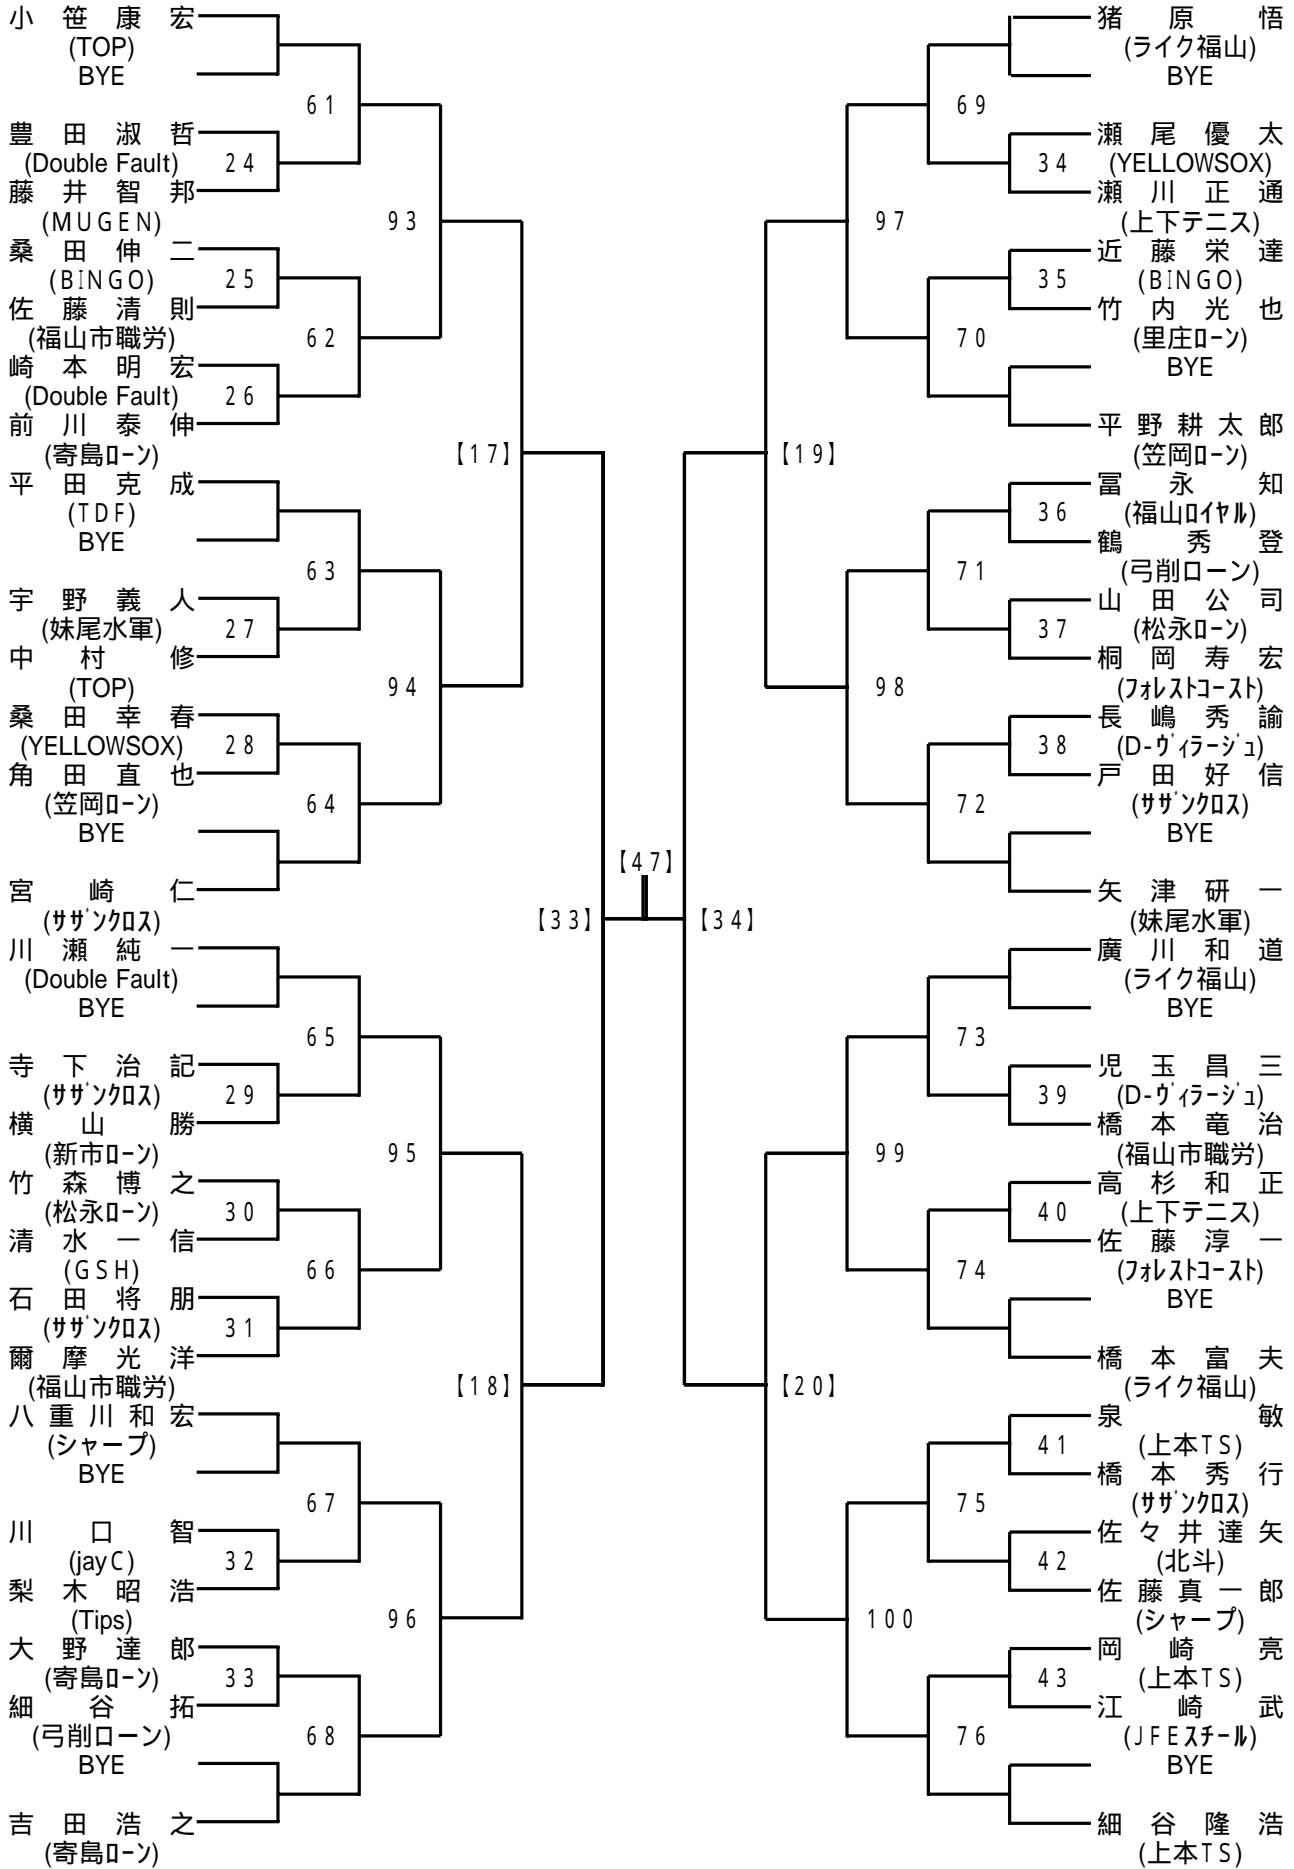 小笹康宏
(TOP)
BYE
61
豊田淑哲
(Double Fault)
24
藤井智邦
(MUGEN)
93
桑田伸二
(BINGO)
25
佐藤清則
(福山市職労)
62
崎本明宏
(Double Fault)
26
前川泰伸
(寄島ﾛｰﾝ)
【17】
平田克成
(TDF)
BYE
63
宇野義人
(妹尾水軍)
27
中村修
(TOP)
94
桑田幸春
(YELLOWSOX)
28
角田直也
(笠岡ﾛｰﾝ)
64
BYE
宮崎仁
(ｻｻﾞﾝｸﾛｽ)
【33】
【47】
川瀬純一
(Double Fault)
BYE
65
寺下治記
(ｻｻﾞﾝｸﾛｽ)
29
横山勝
(新市ローン)
95
竹森博之
(松永ﾛｰﾝ)
30
清水一信
(GSH)
66
石田将朋
(ｻｻﾞﾝｸﾛｽ)
31
爾摩光洋
(福山市職労)
【18】
八重川和宏
(シャープ)
BYE
67
川口智
(jayC)
32
梨木昭浩
(Tips)
96
大野達郎
(寄島ﾛｰﾝ)
33
細谷拓
(弓削ローン)
68
BYE
吉田浩之
(寄島ﾛｰﾝ)
猪原悟
(ライク福山)
BYE
69
瀬尾優太
34
(YELLOWSOX)
瀬川正通
(上下テニス)
97
近藤栄達
35
(BINGO)
竹内光也
(里庄ﾛｰﾝ)
70
BYE
平野耕太郎
(笠岡ﾛｰﾝ)
【19】
冨永知
36
(福山ﾛｲﾔﾙ)
鶴秀登
(弓削ローン)
71
山田公司
37
(松永ﾛｰﾝ)
桐岡寿宏
(ﾌｫﾚｽﾄｺｰｽﾄ)
98
長嶋秀諭
38
(D-ｳﾞｨﾗｰｼﾞｭ)
戸田好信
(ｻｻﾞﾝｸﾛｽ)
72
BYE
矢津研一
(妹尾水軍)
【34】
廣川和道
(ライク福山)
BYE
73
児玉昌三
39
(D-ｳﾞｨﾗｰｼﾞｭ)
橋本竜治
(福山市職労)
99
高杉和正
40
(上下テニス)
佐藤淳一
(ﾌｫﾚｽﾄｺｰｽﾄ)
74
BYE
橋本富夫
(ライク福山)
【20】
泉敏
41
(上本TS)
橋本秀行
(ｻｻﾞﾝｸﾛｽ)
75
佐々井達矢
42
(北斗)
佐藤真一郎
(シャープ)
100
岡崎亮
43
(上本TS)
江崎武
(JFEｽﾁｰﾙ)
76
BYE
細谷隆浩
(上本TS)